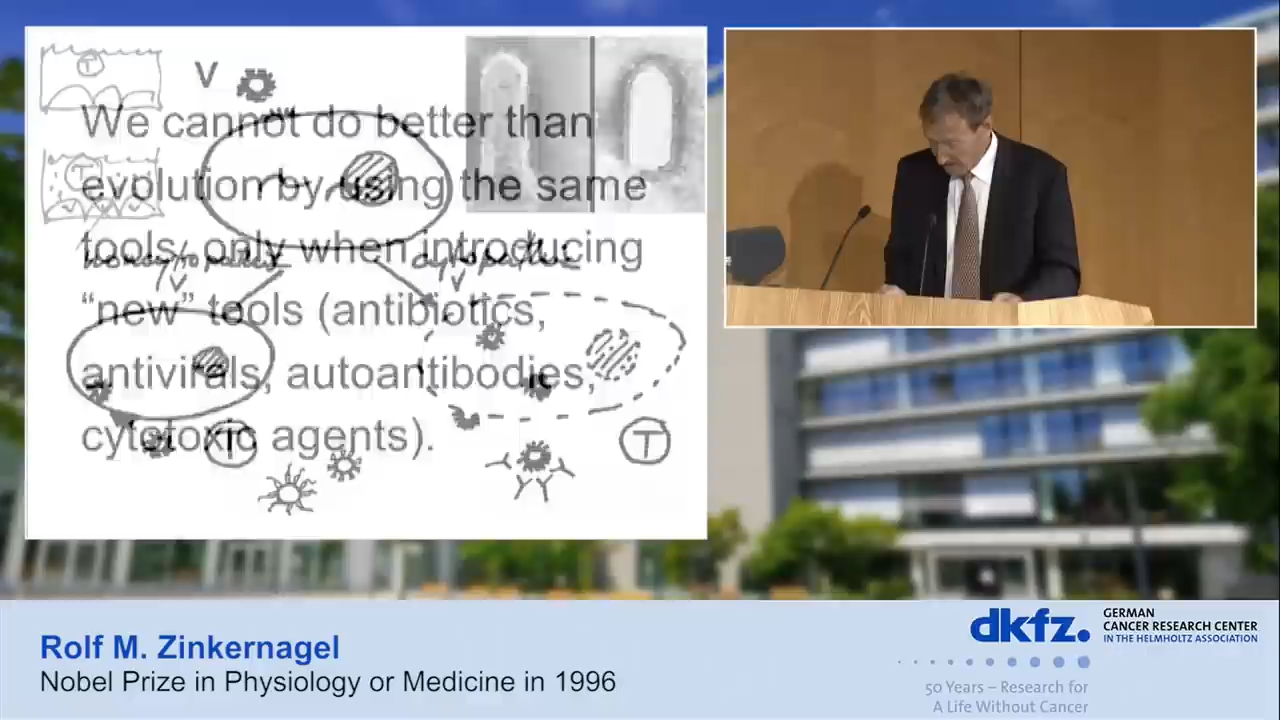 V
T
We cannot do better than
evolution by using the same
T
tools, only when introducing
noncytopathic cytopathic
V V
“new” tools (antibiotics,
antivirals, autoantibodies,
cytotoxic agents).
T T
Rolf M. Zinkernagel
Nobel Prize in Physiology or Medicine in 1996
dkfz.
GERMAN
CANCER RESEARCH CENTER
IN THE HELMHOLTZ ASSOCIATION
50 Years – Research for
A Life Without Cancer